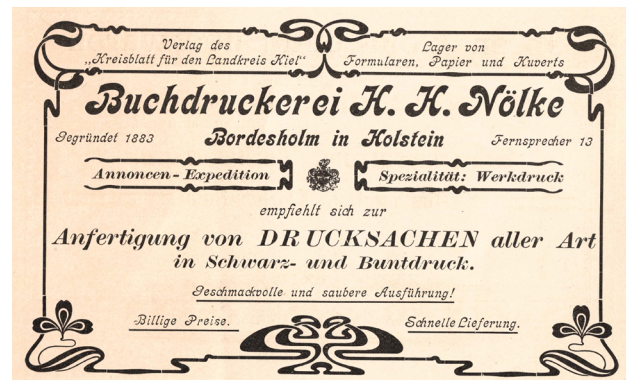 Verlag des
„Kreisblatt für den Landkreis Kiel“
Lager von
Formularen, Papier und Kuverts
Buchdruckerei H. H. Nölke
Gegründet 1883
Bordesholm in Holstein
Fernsprecher 13
Annoncen-Expedition
Spezialität: Werkdruck
empfiehlt sich zur
Anfertigung von DRUCKSACHEN aller Art
in Schwarz- und Buntdruck.
Geschmackvolle und saubere Ausführung!
Billige Preise.
Schnelle Lieferung.